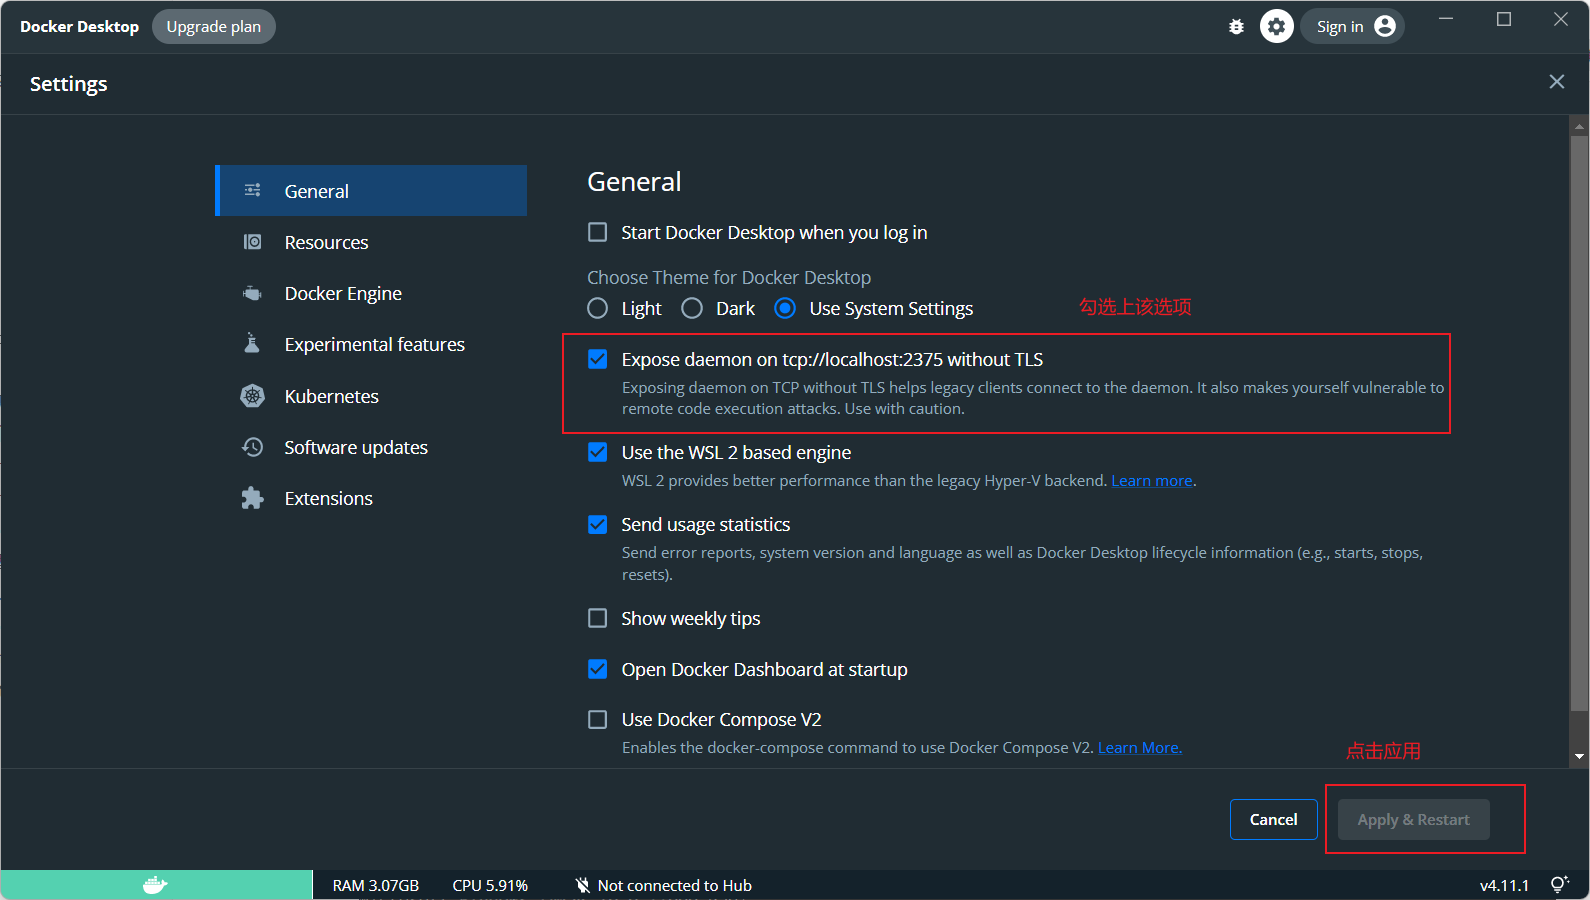 Docker Desktop
Upgrade plan
Sign in
Settings
General
Resources
Docker Engine
Experimental features
Kubernetes
Software updates
Extensions
General
Start Docker Desktop when you log in
Choose Theme for Docker Desktop
Light
Dark
Use System Settings
勾选上该选项
Expose daemon on tcp://localhost:2375 without TLS
Exposing daemon on TCP without TLS helps legacy clients connect to the daemon. It also makes yourself vulnerable to
remote code execution attacks. Use with caution.
Use the WSL 2 based engine
WSL 2 provides better performance than the legacy Hyper-V backend. Learn more.
Send usage statistics
Send error reports, system version and language as well as Docker Desktop lifecycle information (e.g., starts, stops,
resets).
Show weekly tips
Open Docker Dashboard at startup
Use Docker Compose V2
Enables the docker-compose command to use Docker Compose V2. Learn More.
点击应用
Cancel
Apply & Restart
RAM 3.07GB
CPU 5.91%
Not connected to Hub
v4.11.1